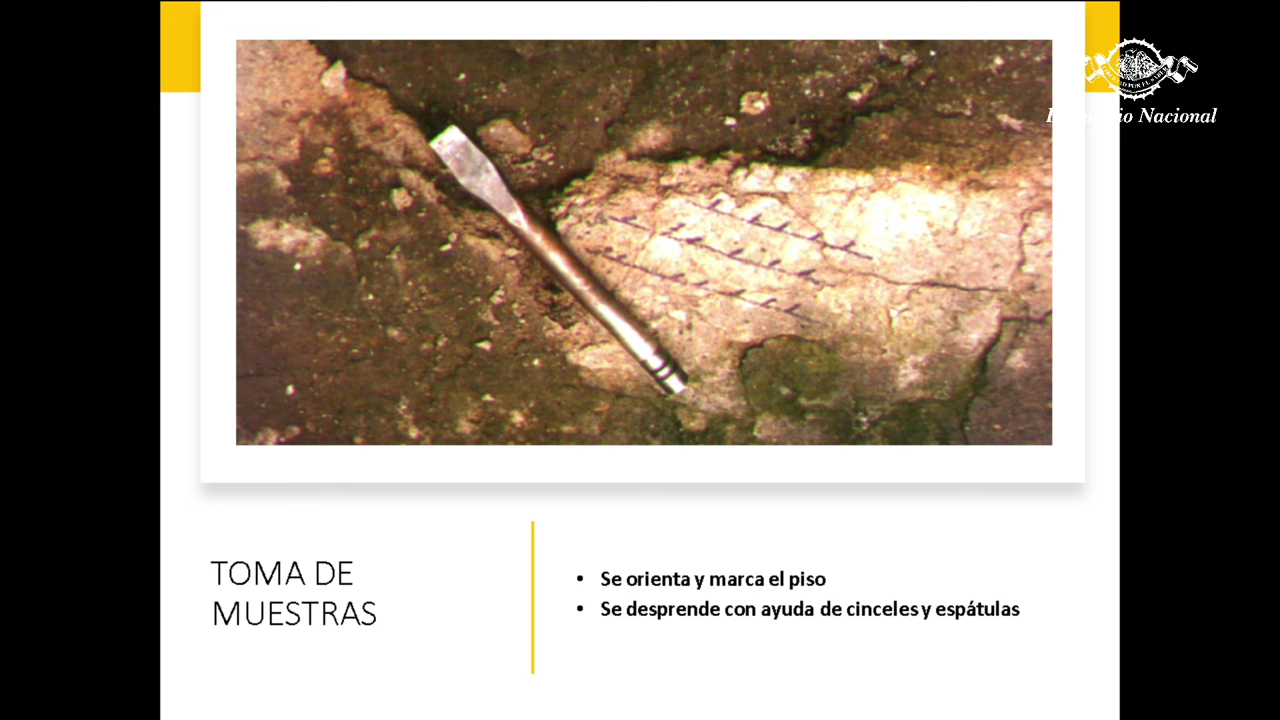 Nacional
TOMA DE
MUESTRAS
• Se orienta y marca el piso
• Se desprende con ayuda de cinceles y espátulas